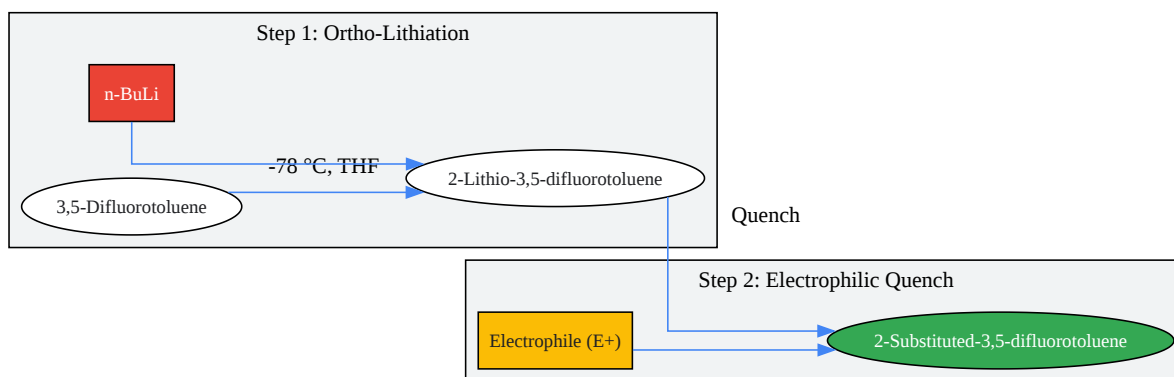 Step 1: Ortho-Lithiation
n-BuLi
-78 °C, THF
3,5-Difluorotoluene
2-Lithio-3,5-difluorotoluene
Quench
Step 2: Electrophilic Quench
Electrophile (E+)
2-Substituted-3,5-difluorotoluene